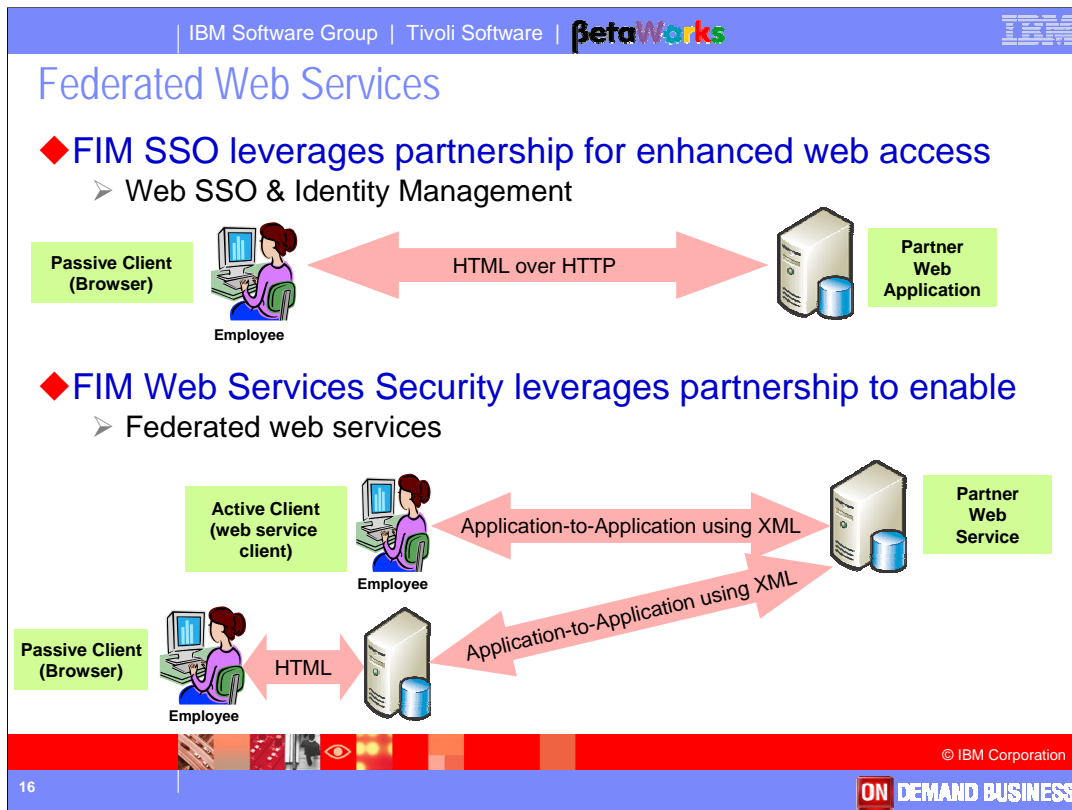 IBM Software Group | Tivoli Software | βetaWorks
IBM
Federated Web Services
FIM SSO leverages partnership for enhanced web access
Web SSO & Identity Management
Passive Client
(Browser)
Employee
HTML over HTTP
Partner
Web
Application
FIM Web Services Security leverages partnership to enable
Federated web services
Active Client
(web service
client)
Employee
Application-to-Application using XML
Partner
Web
Service
Passive Client
(Browser)
Employee
HTML
Application-to-Application using XML
© IBM Corporation
16
ON DEMAND BUSINESS